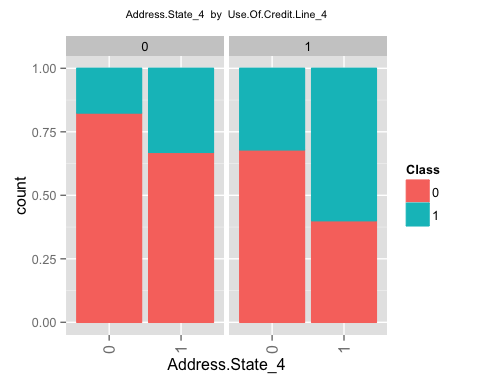 Address.State_4 by Use.Of.Credit.Line_4
0 1
1.00
0.75
0.50
0.25
0.00
count
0 1 0 1
Address.State_4
Class
0
1